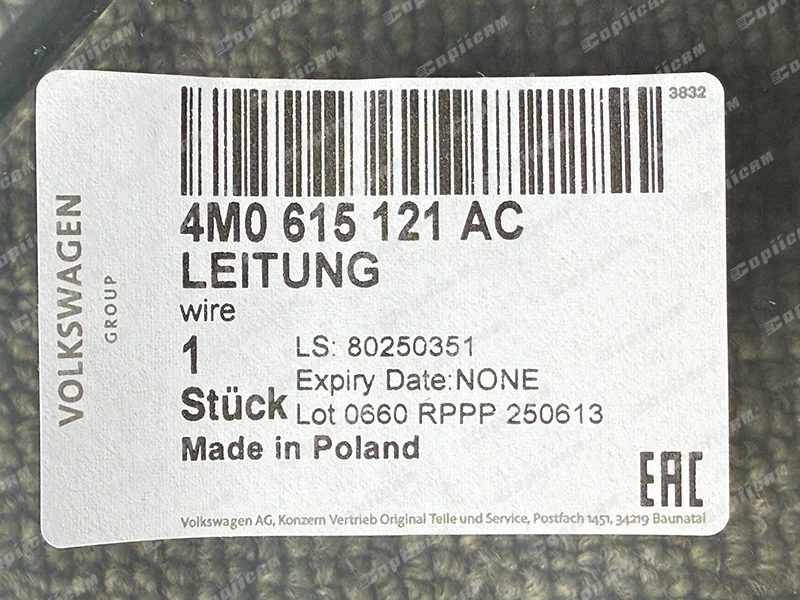 3832
4M0 615 121 AC
LEITUNG
wire
1
LS: 80250351
Expiry Date:NONE
Stück
Lot 0660 RPPP 250613
Made in Poland
EAC
Volkswagen AG, Konzern Vertrieb Original Teile und Service, Postfach 1451, 34219 Baunatal
VOLKSWAGEN
GROUP
CopiiCRM